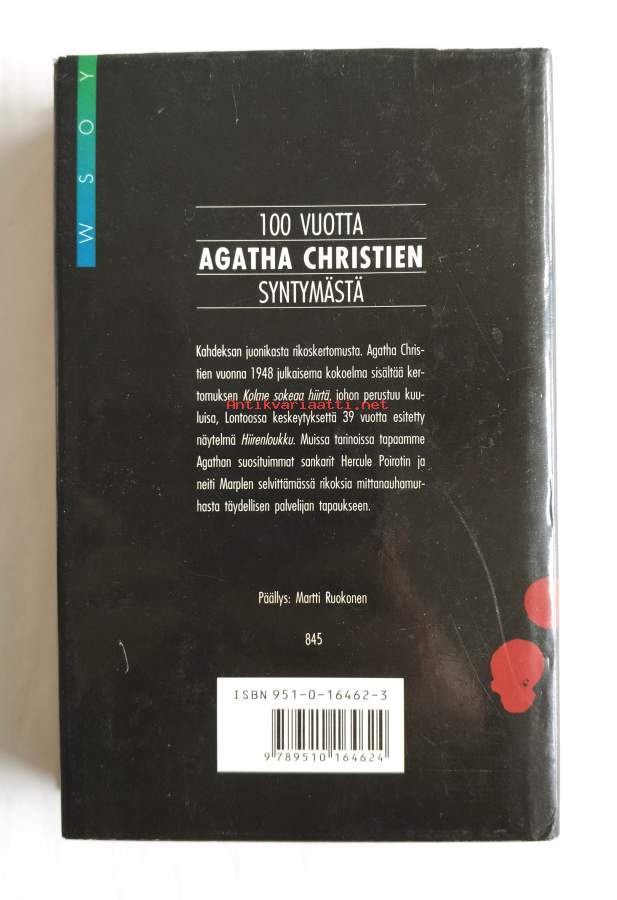 WSOY
100 VUOTTA
AGATHA CHRISTIEN
SYNTYMÄSTÄ
Kahdeksan juonikasta rikoskertomusta. Agatha Chris-
tien vuonna 1948 julkaisema kokoelma sisältää ker-
tomuksen Kolme sokeaa hiirtä, johon perustuu kuu-
Antikvariaatti.net
luisa, Lontoossa keskeytyksettä 39 vuotta esitetty
näytelmä Hiirenloukku. Muissa tarinoissa tapaamme
Agathan suosituimmat sankarit Hercule Poirotin ja
neiti Marplen selvittämässä rikoksia mittanauhamur-
hasta täydellisen palvelijan tapaukseen.
Päällys: Martti Ruokonen
845
ISBN 951-0-16462-3
9 789510 164624